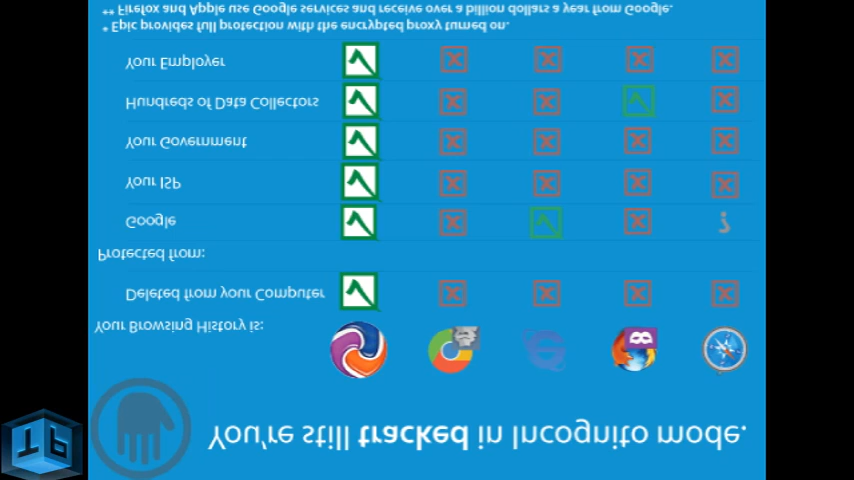 You're still tracked in Incognito mode.
Your Browsing History is:
Deleted from your Computer
Protected from:
Google
?
Your ISP
Your Government
Hundreds of Data Collectors
Your Employer
* Epic provides full protection with the encrypted proxy turned on.
** Firefox and Apple use Google services and receive over a billion dollars a year from Google.